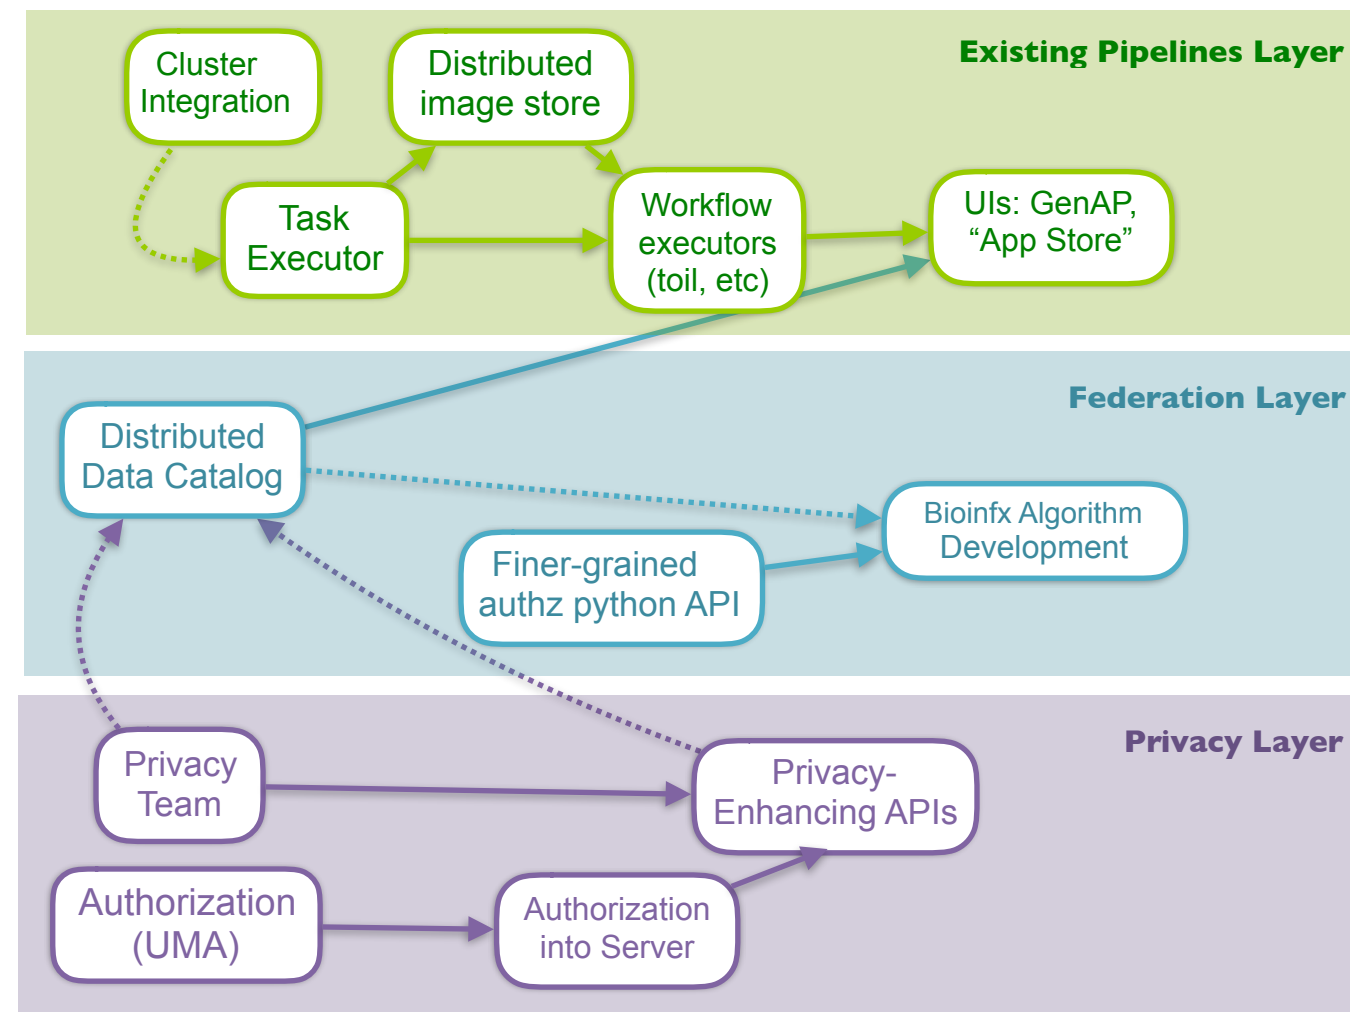 Existing Pipelines Layer
Cluster
Integration
Distributed
image store
Task
Executor
Workflow
executors
(toil, etc)
UIs: GenAP,
“App Store”
Federation Layer
Distributed
Data Catalog
Bioinfx Algorithm
Development
Finer-grained
authz python API
Privacy Layer
Privacy
Team
Privacy-
Enhancing APIs
Authorization
(UMA)
Authorization
into Server